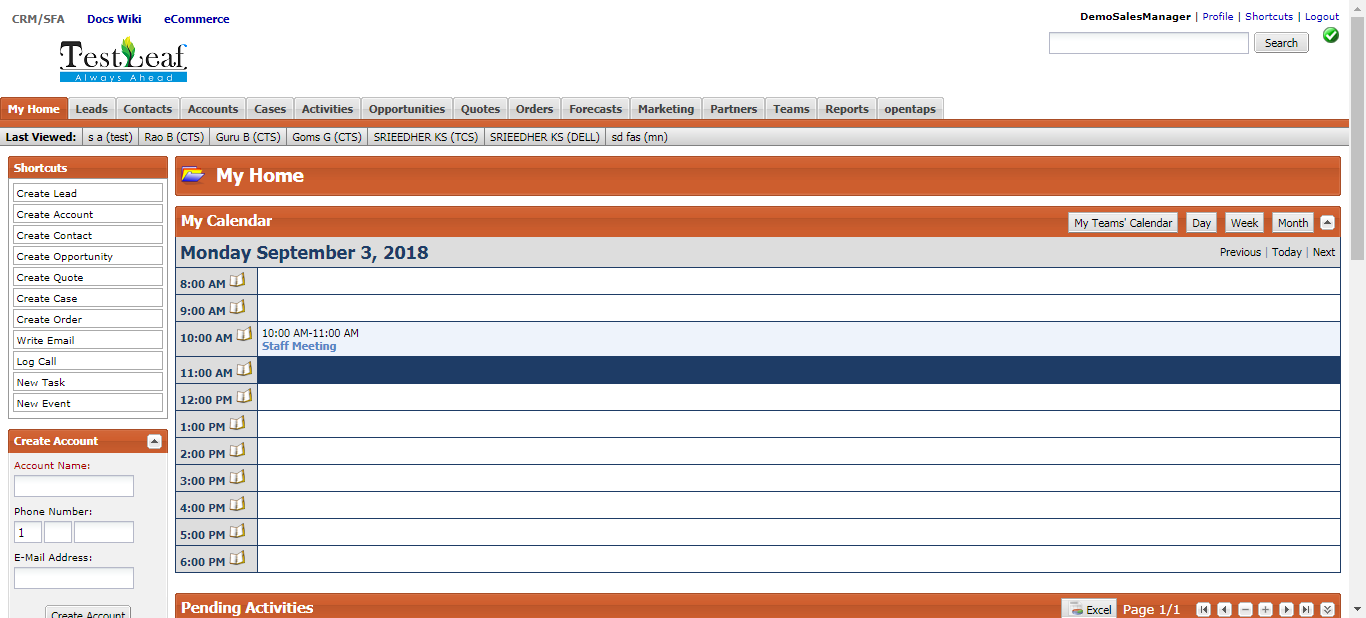 CRM/SFA Docs Wiki eCommerce
DemoSalesManager | Profile | Shortcuts | Logout
Search
TestLeaf
Always Ahead
My Home Leads Contacts Accounts Cases Activities Opportunities Quotes Orders Forecasts Marketing Partners Teams Reports opentaps
Last Viewed: s a (test) Rao B (CTS) Guru B (CTS) Goms G (CTS) SRIEEDHER KS (TCS) SRIEEDHER KS (DELL) sd fas (mn)
Shortcuts
Create Lead
Create Account
Create Contact
Create Opportunity
Create Quote
Create Case
Create Order
Write Email
Log Call
New Task
New Event
Create Account
Account Name:
Phone Number:
1
E-Mail Address:
Create Account
My Home
My Calendar My Teams' Calendar Day Week Month
Monday September 3, 2018 Previous | Today | Next
8:00 AM
9:00 AM
10:00 AM 10:00 AM-11:00 AM
Staff Meeting
11:00 AM
12:00 PM
1:00 PM
2:00 PM
3:00 PM
4:00 PM
5:00 PM
6:00 PM
Pending Activities Excel Page 1/1